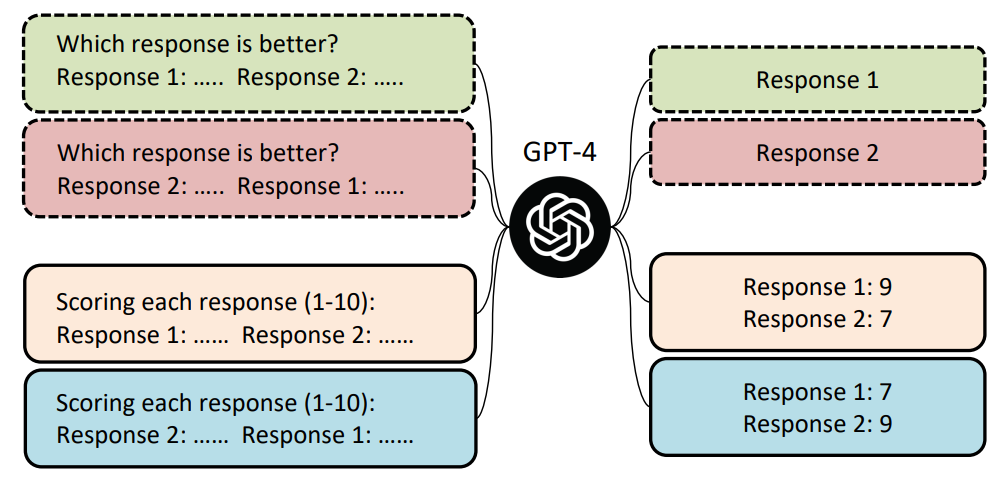 Which response is better?
Response 1: ..... Response 2: .....
Which response is better?
Response 2: ..... Response 1: .....
Scoring each response (1-10):
Response 1: ...... Response 2: ......
Scoring each response (1-10):
Response 2: ...... Response 1: ......
GPT-4
Response 1
Response 2
Response 1: 9
Response 2: 7
Response 1: 7
Response 2: 9